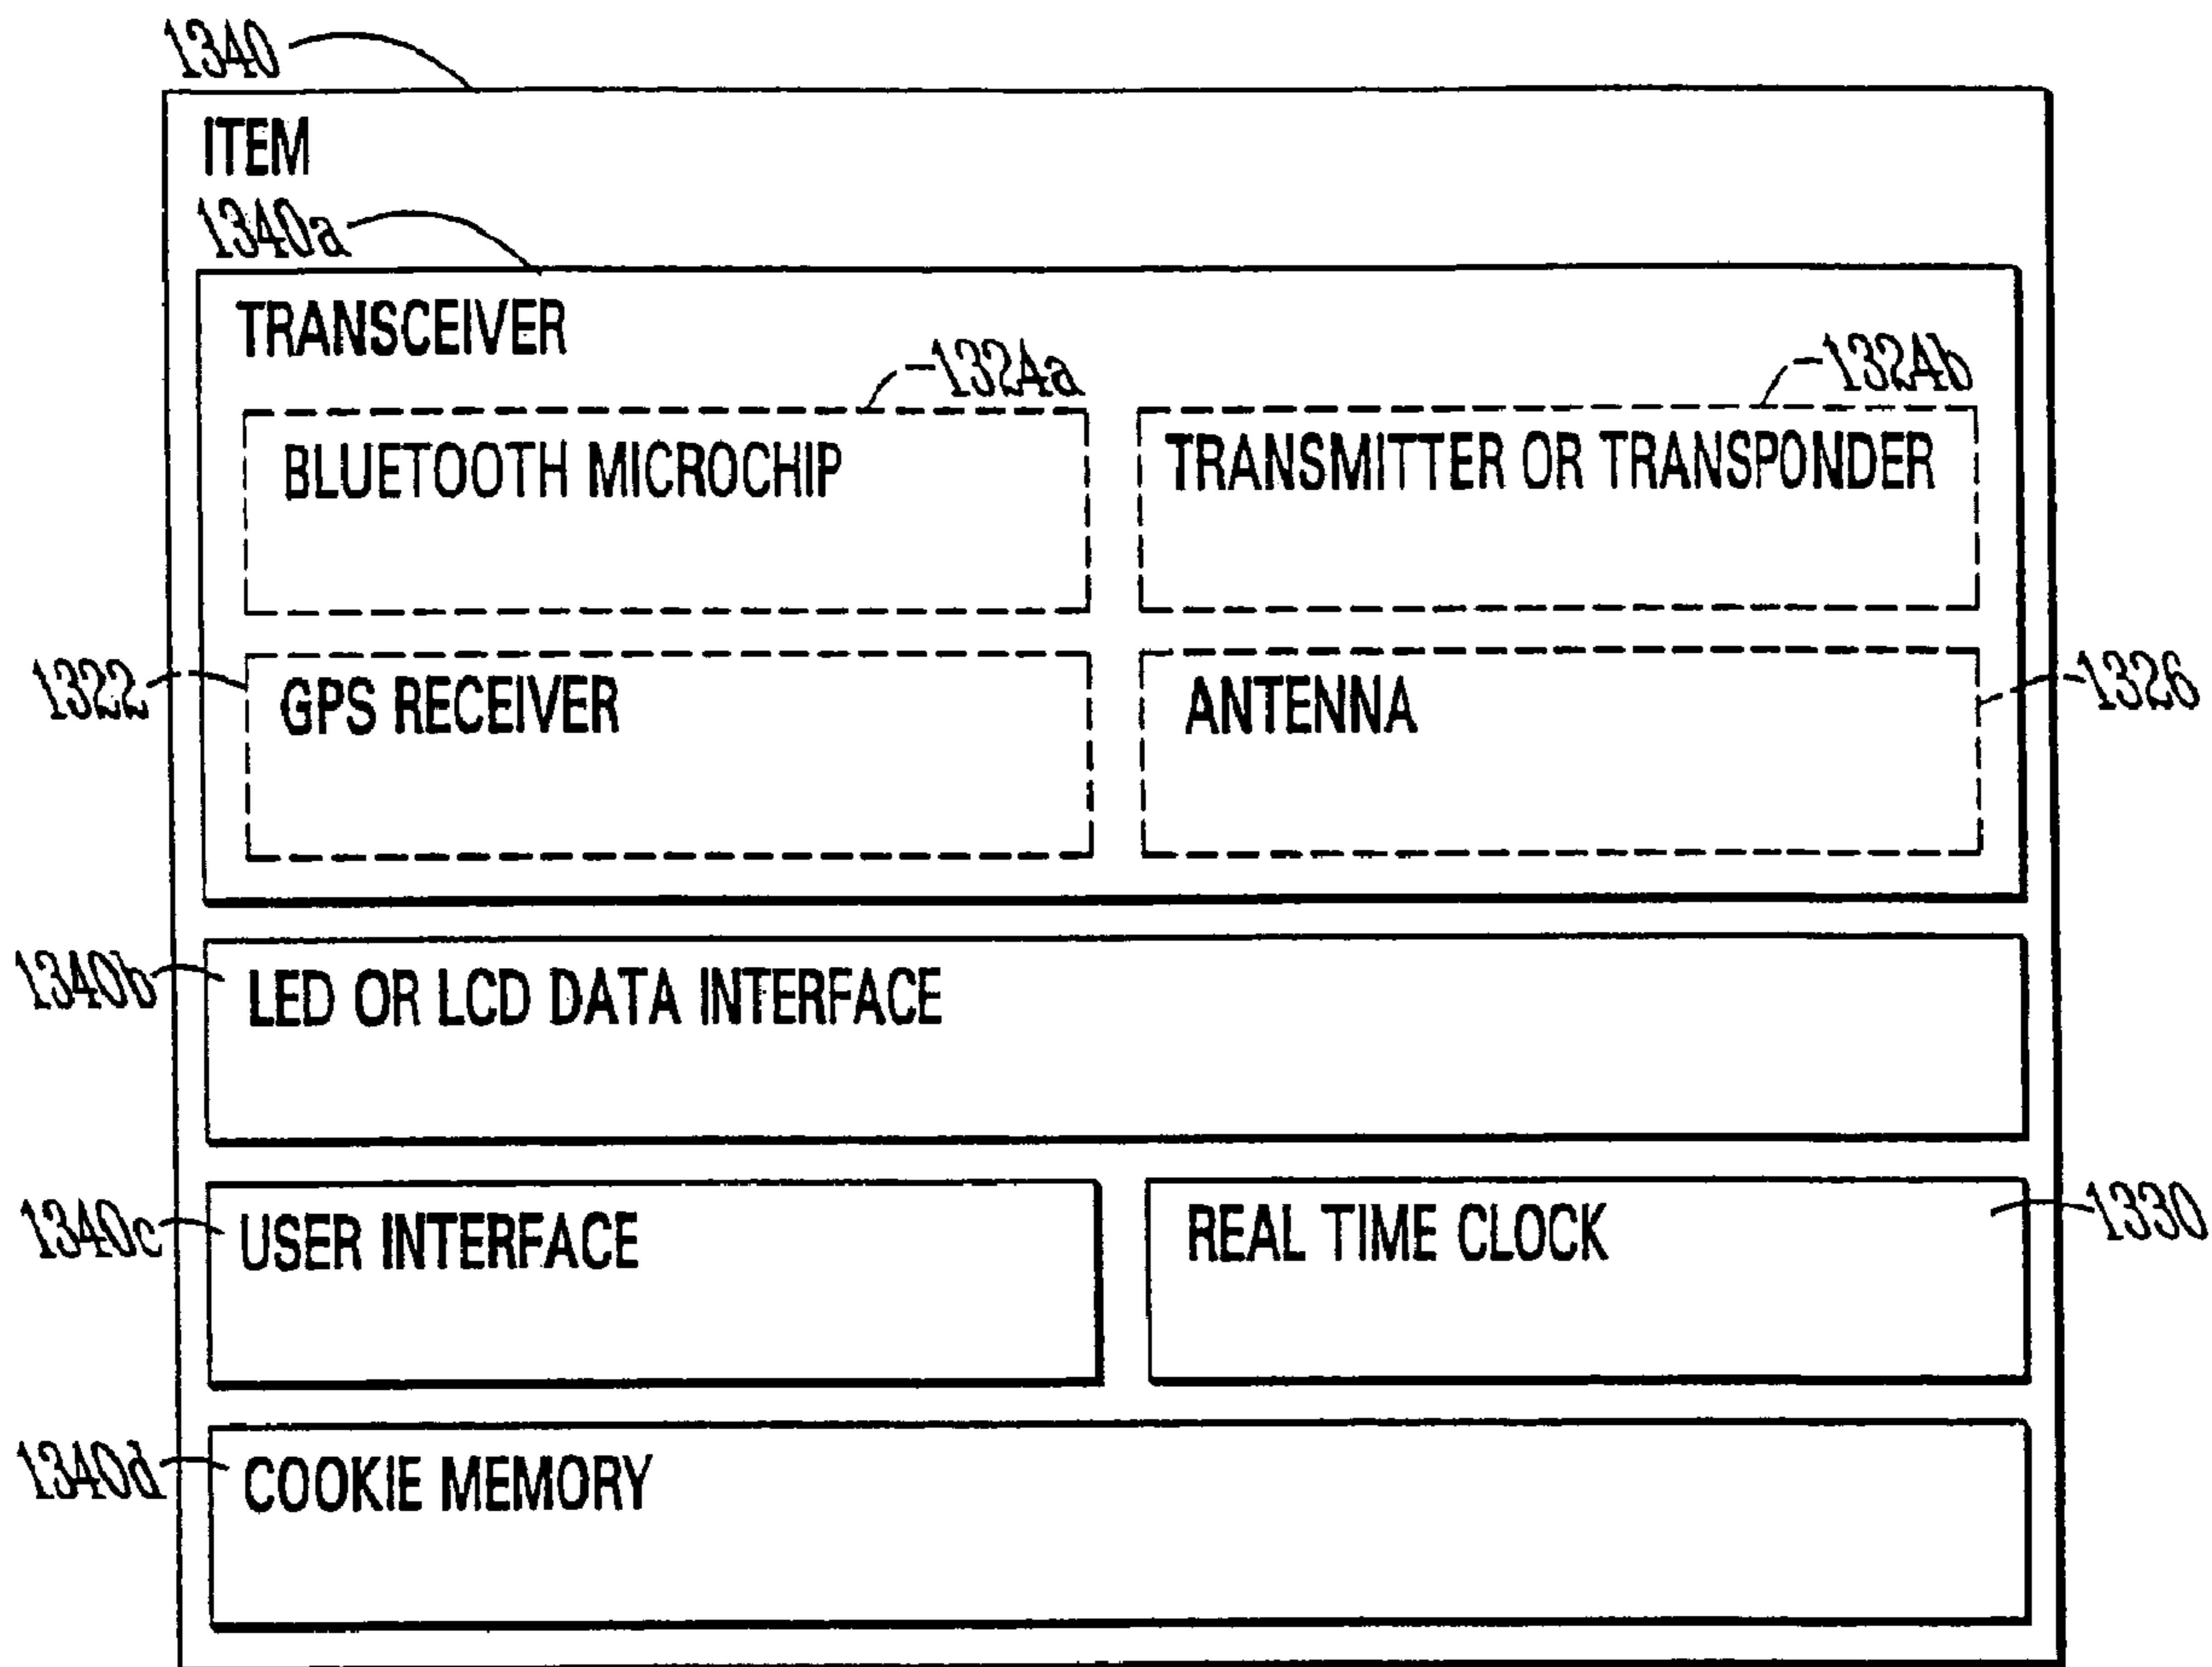 1340
ITEM
1340a
TRANSCEIVER
1324a
1324b
BLUETOOTH MICROCHIP
TRANSMITTER OR TRANSPONDER
1322
GPS RECEIVER
ANTENNA
1326
1340b
LED OR LCD DATA INTERFACE
1340c
USER INTERFACE
REAL TIME CLOCK
1330
1340d
COOKIE MEMORY